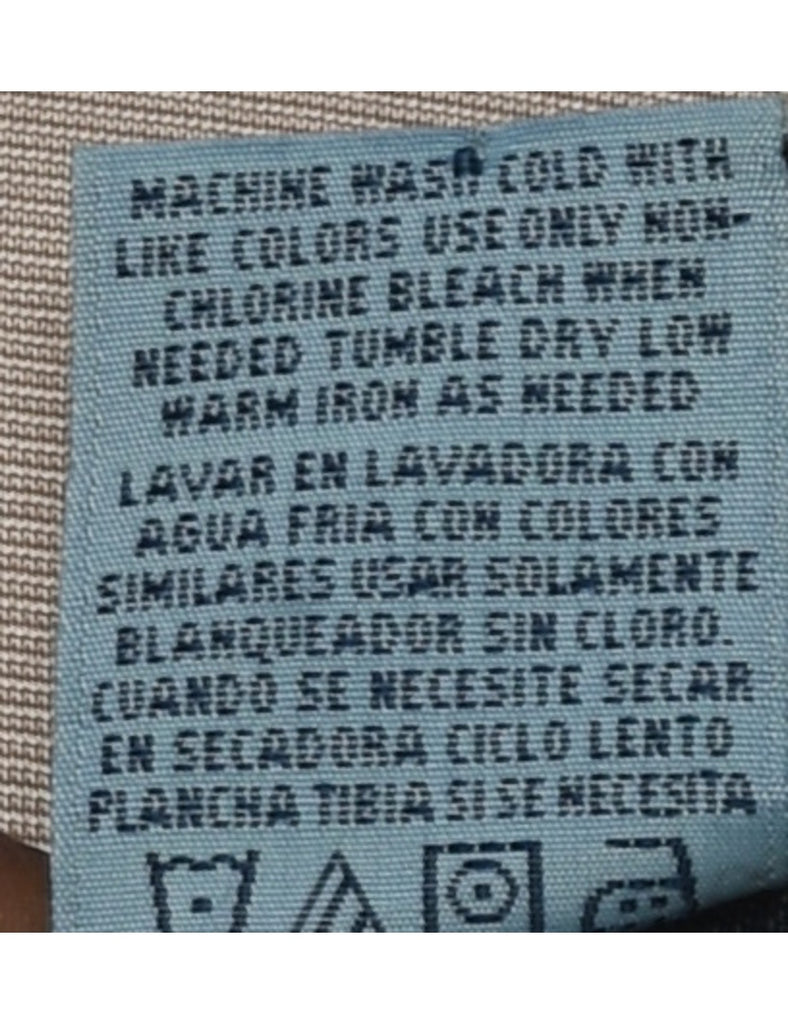 MACHINE WASH COLD WITH
LIKE COLORS USE ONLY NON-
CHLORINE BLEACH WHEN
NEEDED TUMBLE DRY LOW
WARM IRON AS NEEDED
LAVAR EN LAVADORA CON
AGUA FRIA CON COLORES
SIMILARES USAR SOLAMENTE
BLANQUEADOR SIN CLORO.
CUANDO SE NECESITE SECAR
EN SECADORA CICLO LENTO
PLANCHA TIBIA SI SE NECESITA